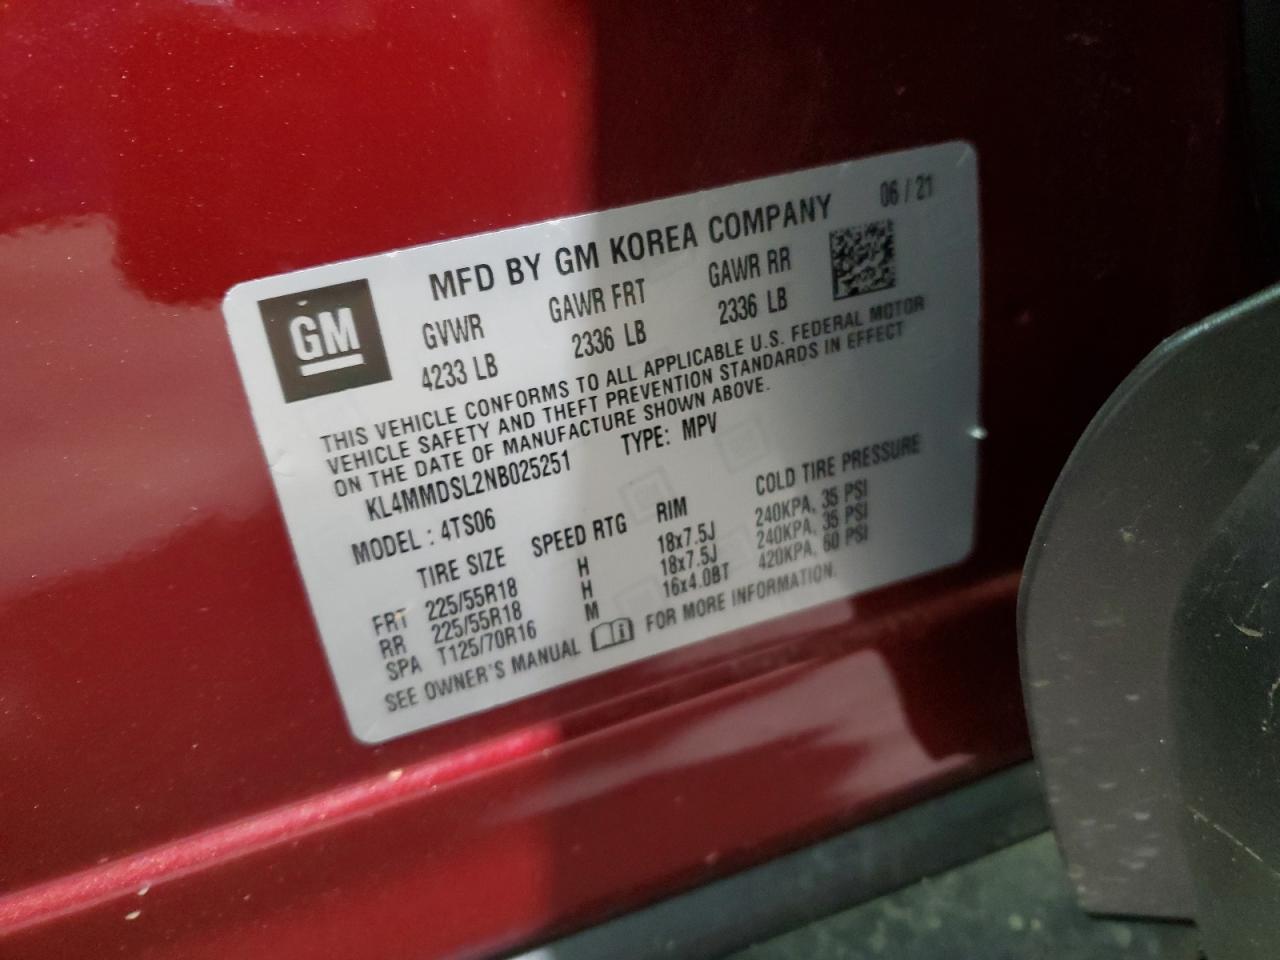 MFD BY GM KOREA COMPANY 06 / 21
GM
GVWR GAWR FRT GAWR RR
4233 LB 2336 LB 2336 LB
THIS VEHICLE CONFORMS TO ALL APPLICABLE U.S. FEDERAL MOTOR
VEHICLE SAFETY AND THEFT PREVENTION STANDARDS IN EFFECT
ON THE DATE OF MANUFACTURE SHOWN ABOVE.
KL4MMDSL2NB025251 TYPE: MPV
MODEL : 4TS06
TIRE SIZE SPEED RTG RIM COLD TIRE PRESSURE
FRT 225/55R18 H 18x7.5J 240KPA, 35 PSI
RR 225/55R18 H 18x7.5J 240KPA, 35 PSI
SPA T125/70R16 M 16x4.0BT 420KPA, 60 PSI
SEE OWNER'S MANUAL FOR MORE INFORMATION.